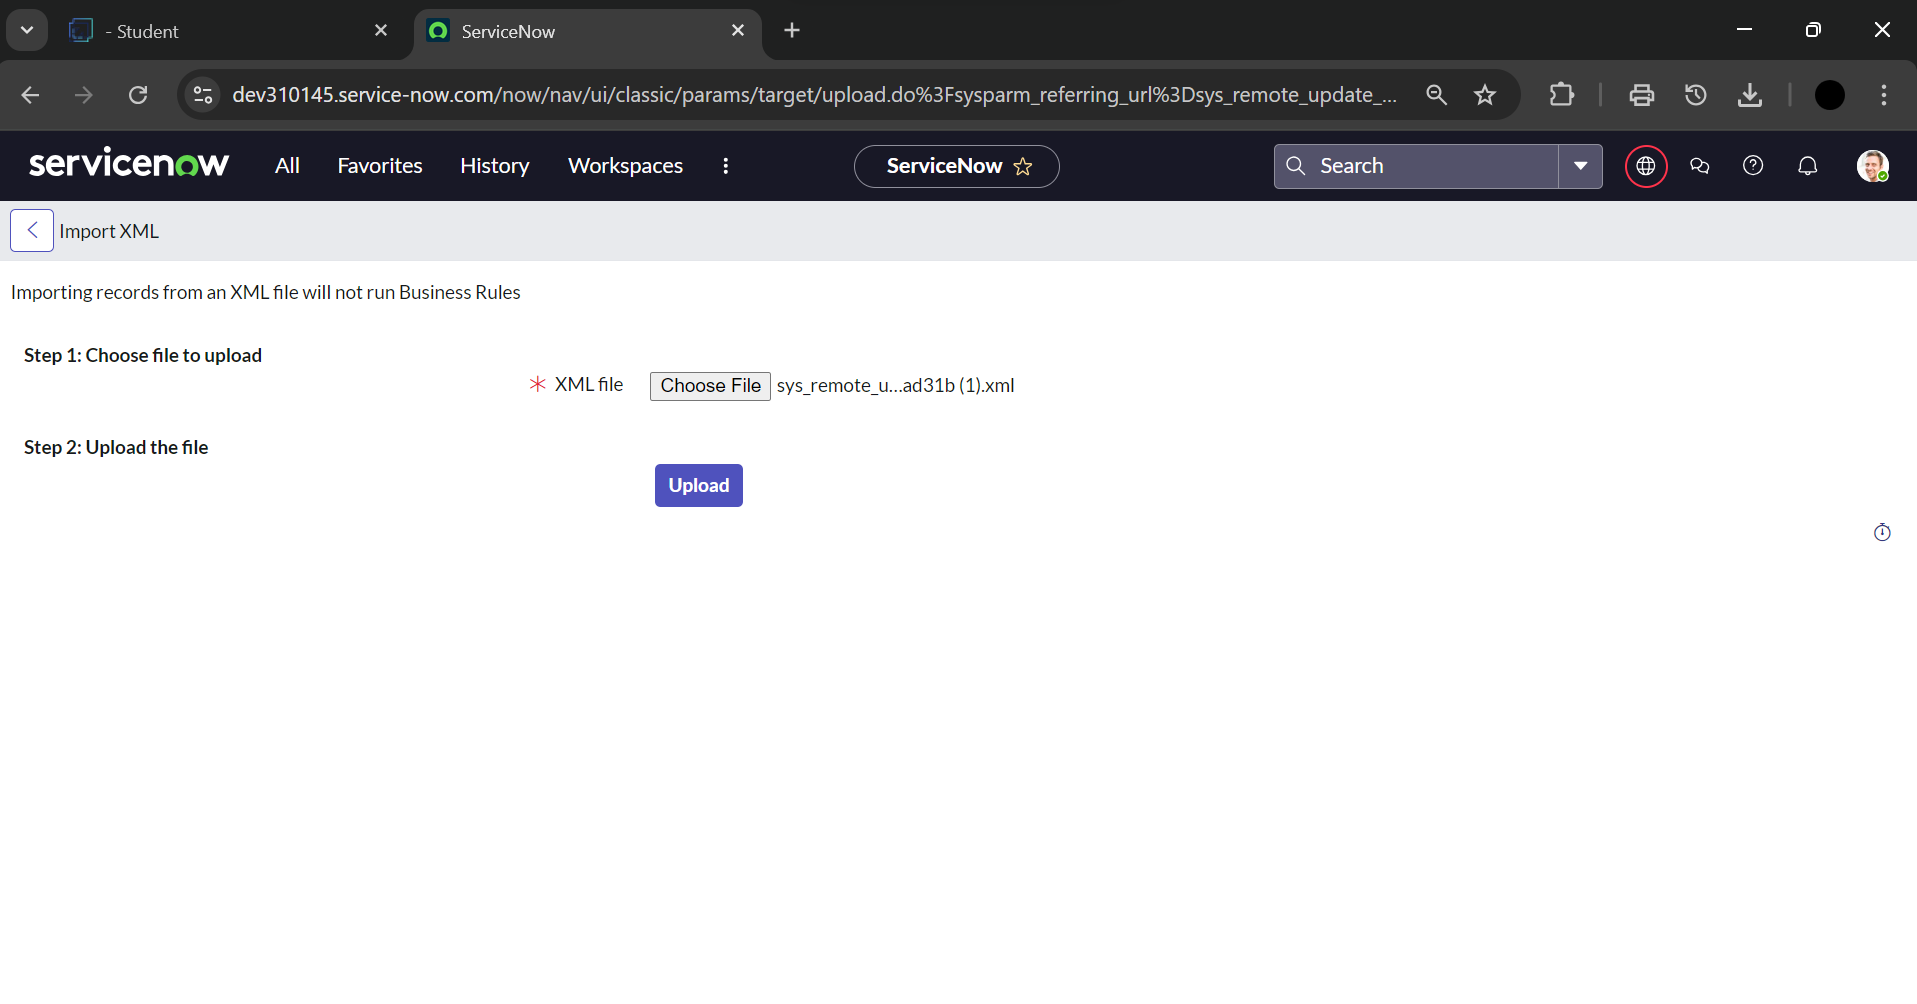 - Student
ServiceNow
dev310145.service-now.com/now/nav/ui/classic/params/target/upload.do%3Fsysparm_referring_url%3Dsys_remote_update_...
servicenow All Favorites History Workspaces ServiceNow Search
Import XML
Importing records from an XML file will not run Business Rules
Step 1: Choose file to upload
XML file Choose File sys_remote_u...ad31b (1).xml
Step 2: Upload the file
Upload